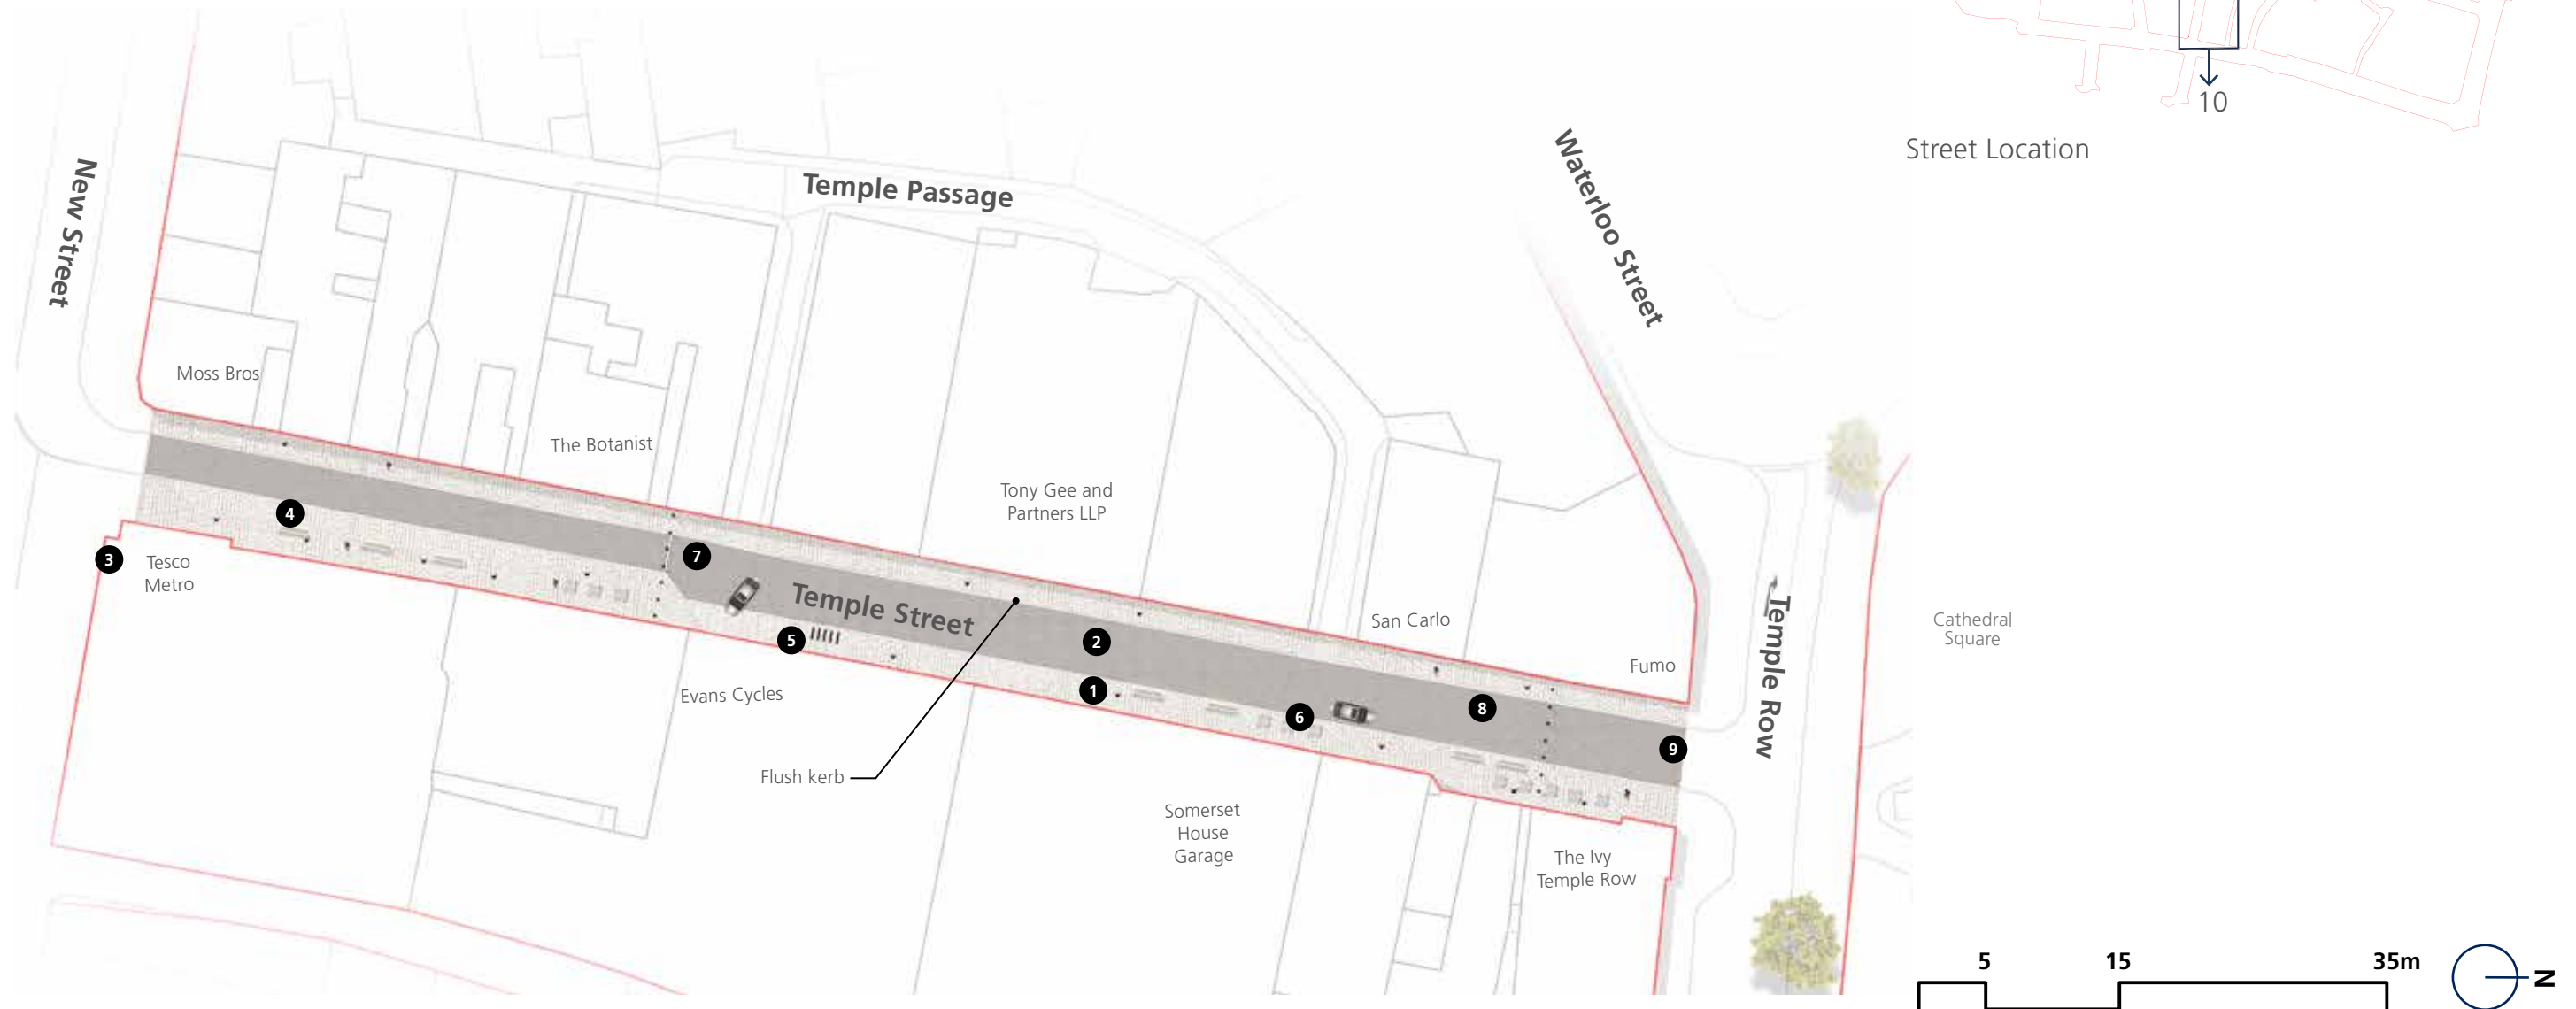 10
Street Location
New Street
Temple Passage
Waterloo Street
Moss Bros
The Botanist
Tony Gee and
Partners LLP
4
3
Tesco
Metro
7
Temple Street
5
2
1
San Carlo
Fumo
Temple Row
Cathedral
Square
Evans Cycles
6
8
9
Flush kerb
Somerset
House
Garage
The Ivy
Temple Row
5
15
35m
N